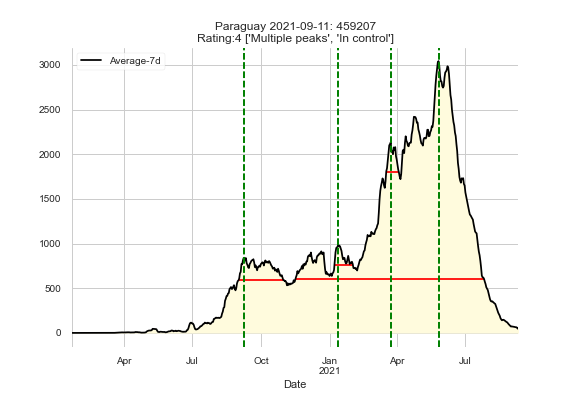 Paraguay 2021-09-11: 459207
Rating:4 ['Multiple peaks', 'In control']
Average-7d
3000
2500
2000
1500
1000
500
0
Apr
Jul
Oct
Jan
2021
Apr
Jul
Date